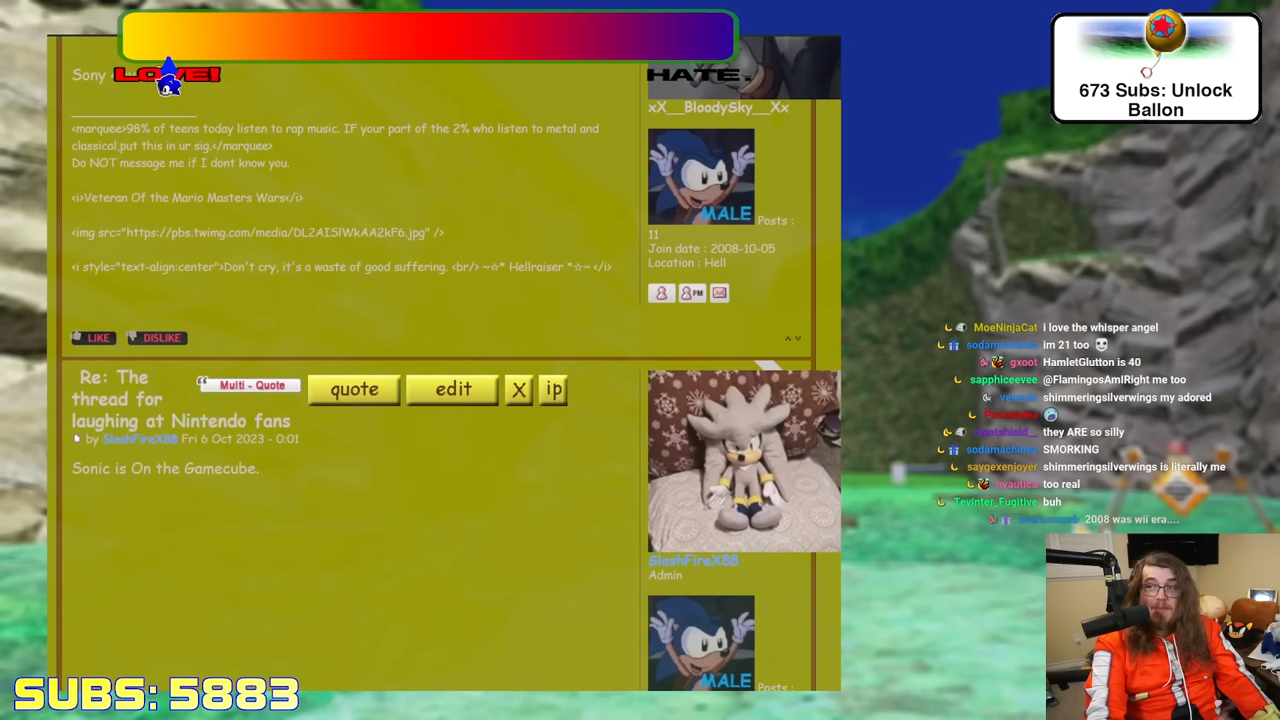 LOVE!
HATE.
673 Subs: Unlock
Ballon
Sony
<marquee>98% of teens today listen to rap music. IF your part of the 2% who listen to metal and
classical,put this in ur sig.</marquee>
Do NOT message me if I dont know you.
<i>Veteran Of the Mario Masters Wars</i>
<img src="https://pbs.twimg.com/media/DL2AISlWkAA2kF6.jpg" />
<i style="text-align:center">Don't cry, it's a waste of good suffering. <br/> ~☆* Hellraiser *☆~ </i>
LIKE DISLIKE
xX__BloodySky__Xx
MALE Posts :
11
Join date : 2008-10-05
Location : Hell
PM
Re: The
thread for
laughing at Nintendo fans
Multi - Quote quote edit X ip
by SlashFireX88 Fri 6 Oct 2023 - 0:01
Sonic is On the Gamecube.
SlashFireX88
Admin
MALE Posts :
MoeNinjaCat i love the whisper angel
im 21 too
gxoot HamletGlutton is 40
sapphiceevee @FlamingosAmIRight me too
shimmeringsilverwings my adored
they ARE so silly
SMORKING
saygexenjoyer shimmeringsilverwings is literally me
nvautica too real
Tevinter_Fugitive buh
2008 was wii era....
SUBS: 5883